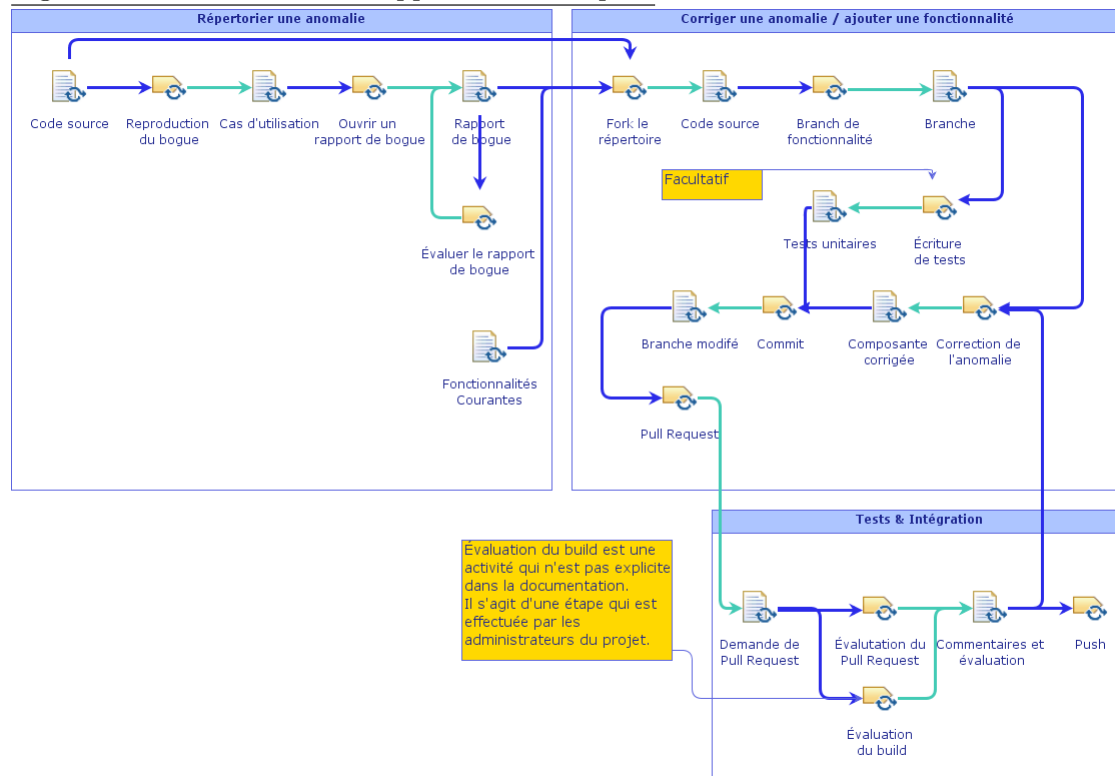 Répertorier une anomalie
Corriger une anomalie / ajouter une fonctionnalité
Code source
Reproduction
du bogue
Cas d'utilisation
Ouvrir un
rapport de bogue
Rapport
de bogue
Fork le
répertoire
Code source
Branch de
fonctionnalité
Branche
Facultatif
Évaluer le rapport
de bogue
Tests unitaires
Écriture
de tests
Fonctionnalités
Courantes
Branche modifé
Commit
Composante
corrigée
Correction de
l'anomalie
Pull Request
Tests & Intégration
Évaluation du build est une
activité qui n'est pas explicite
dans la documentation.
Il s'agit d'une étape qui est
effectuée par les
administrateurs du projet.
Demande de
Pull Request
Évalutation du
Pull Request
Commentaires et
évaluation
Push
Évaluation
du build